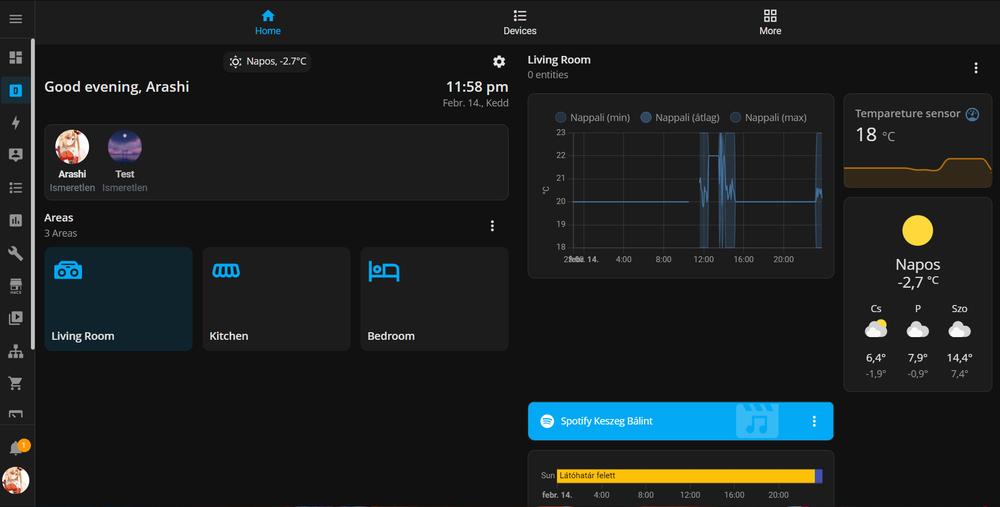 Home
Devices
More
D
HACS
1
Napos, -2.7°C
Good evening, Arashi
11:58 pm
Febr. 14., Kedd
Arashi
Ismeretlen
Test
Ismeretlen
Areas
3 Areas
Living Room
Kitchen
Bedroom
Living Room
0 entities
Nappali (min)
Nappali (átlag)
Nappali (max)
°C
23
22
21
20
19
18
febr. 14.
4:00
8:00
12:00
16:00
20:00
Tempareture sensor
18 °C
Napos
-2,7 °C
Cs
P
Szo
6,4°
7,9°
14,4°
-1,9°
-0,9°
7,4°
Spotify Keszeg Bálint
Sun
Látóhatár felett
febr. 14.
4:00
8:00
12:00
16:00
20:00